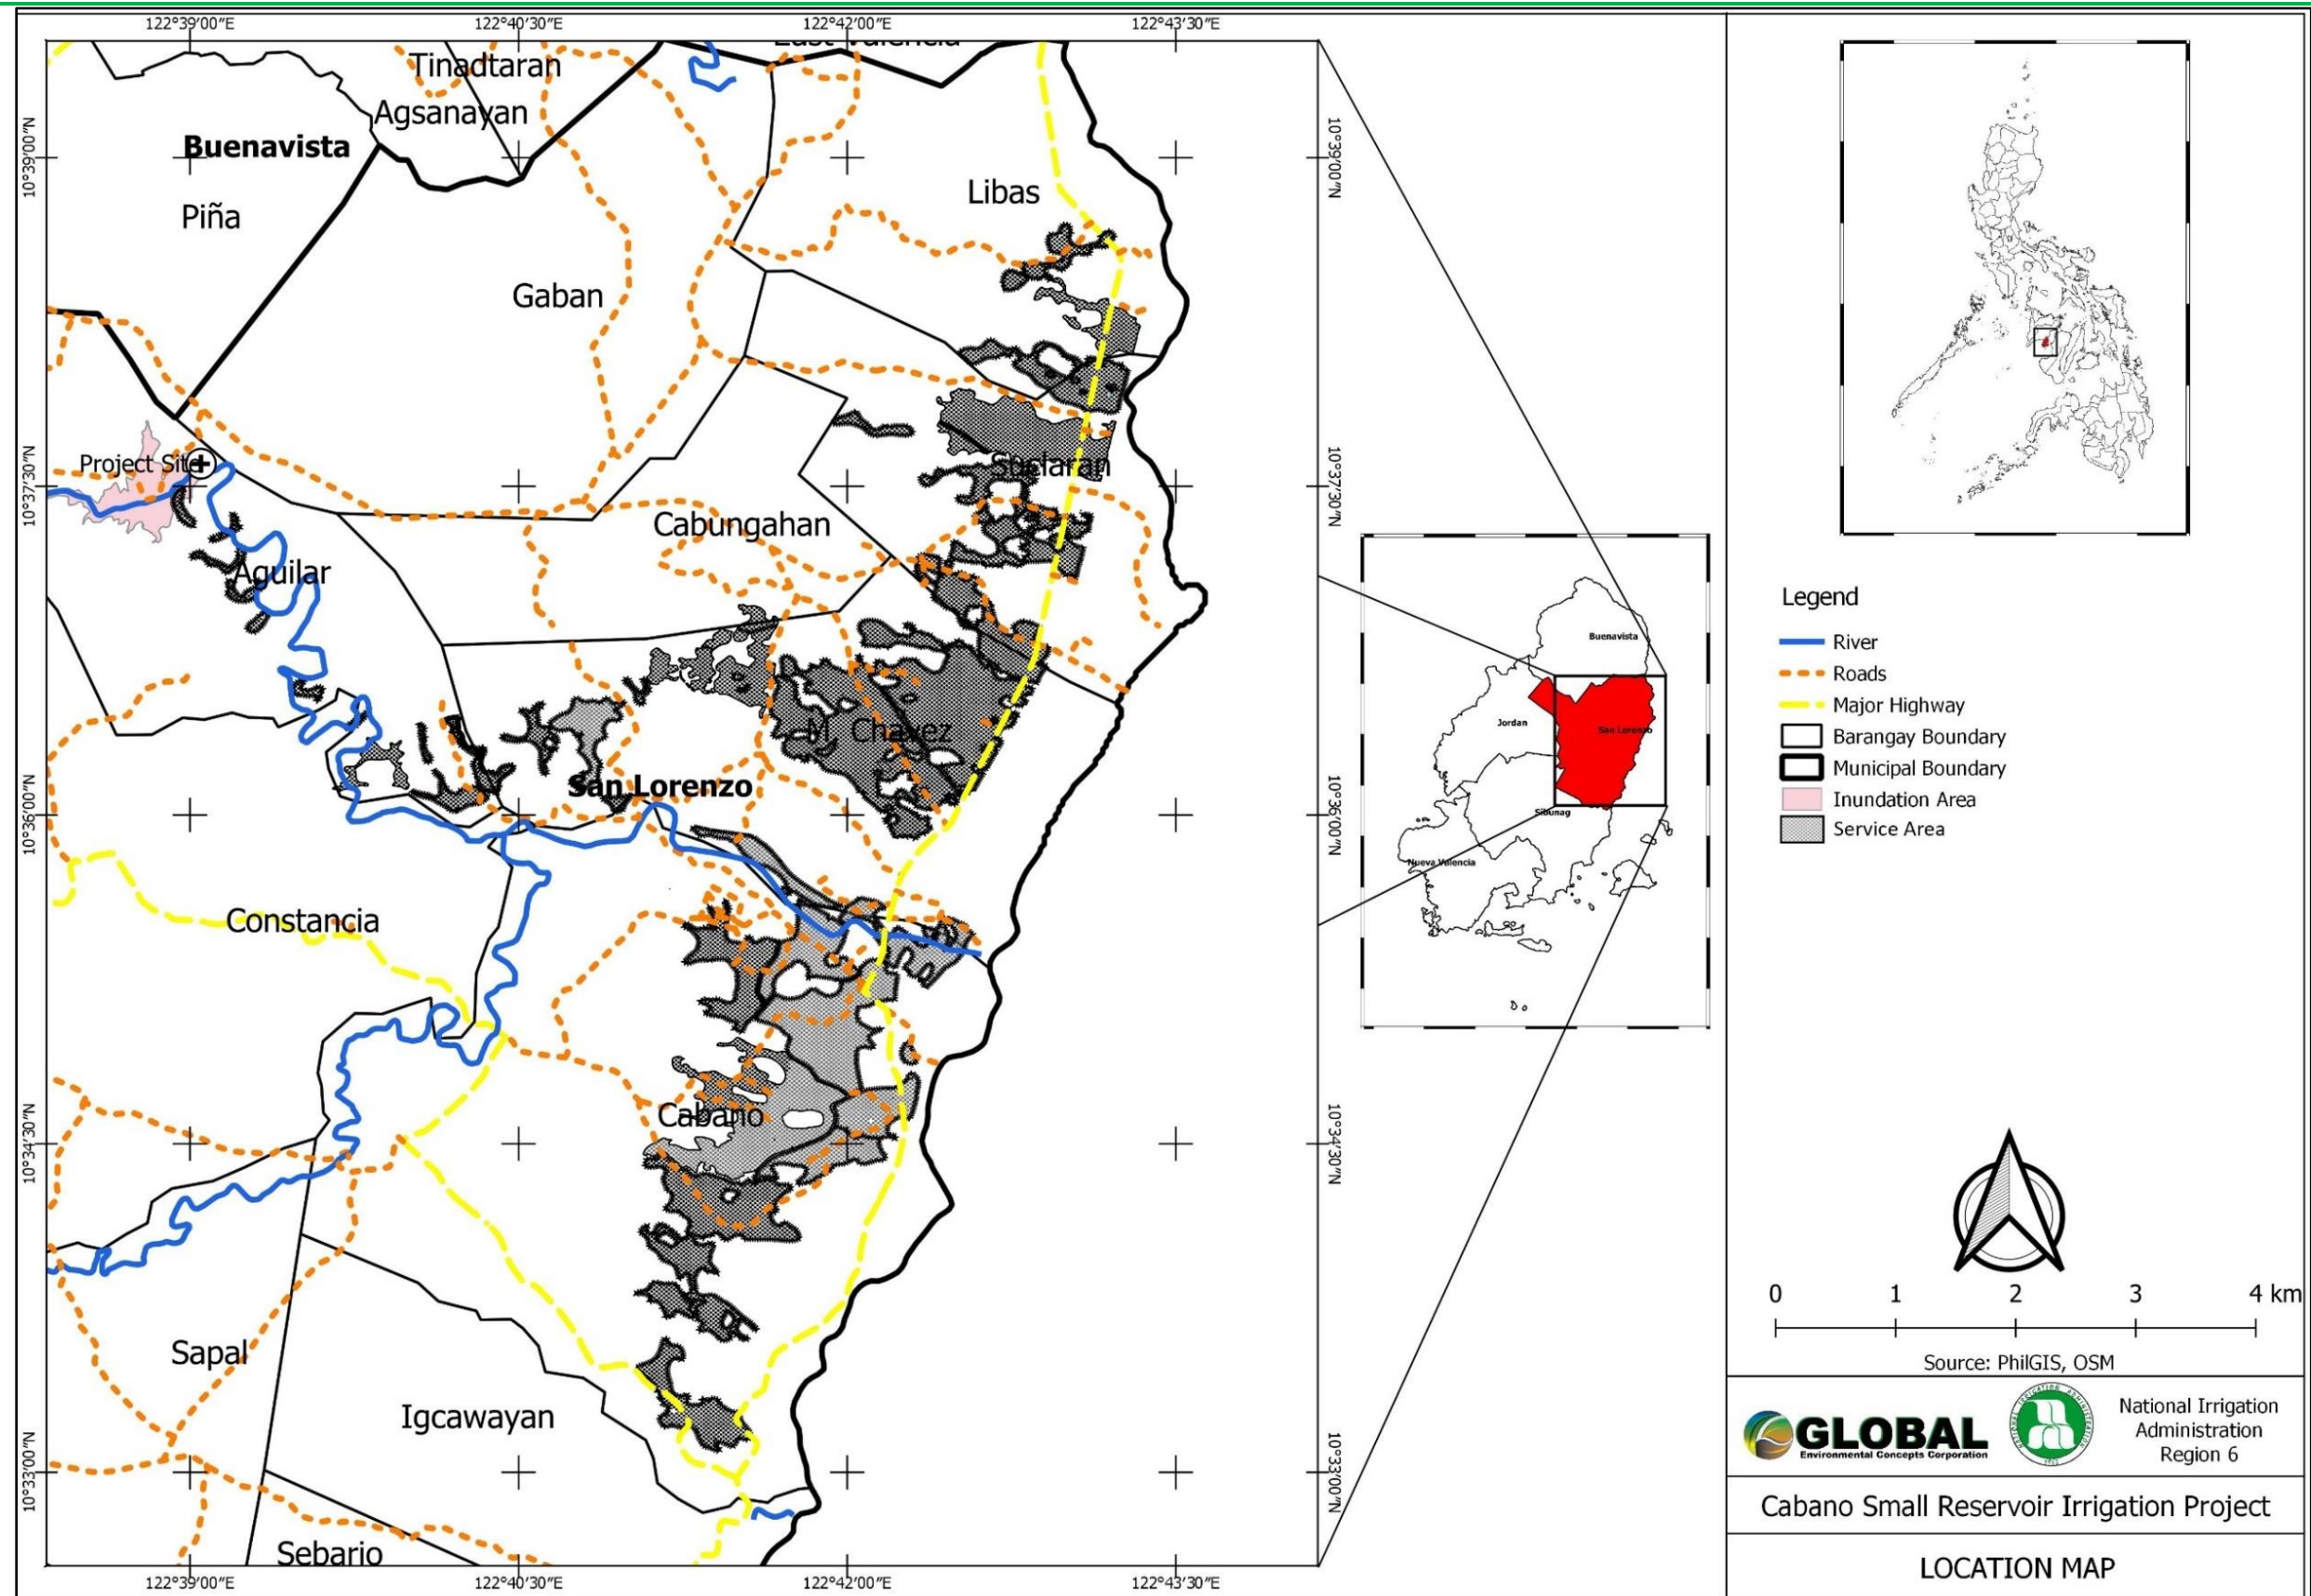 122°39'00"E
122°40'30"E
122°42'00"E
122°43'30"E
10°39'00"N
10°37'30"N
10°36'00"N
10°34'30"N
10°33'00"N
East Valencia
Tinadtaran
Agsanayan
Buenavista
Piña
Libas
Gaban
Project Site
Suclaran
Cabungahan
Aguilar
M. Chavez
San Lorenzo
Constancia
Cabano
Sapal
Igcawayan
Sebario
10°39'00"N
10°37'30"N
10°36'00"N
10°34'30"N
10°33'00"N
122°39'00"E
122°40'30"E
122°42'00"E
122°43'30"E
Buenavista
Jordan
San Lorenzo
Sibunag
Nueva Valencia
Legend
River
Roads
Major Highway
Barangay Boundary
Municipal Boundary
Inundation Area
Service Area
0 1 2 3 4 km
Source: PhilGIS, OSM
GLOBAL
Environmental Concepts Corporation
National Irrigation
Administration
Region 6
Cabano Small Reservoir Irrigation Project
LOCATION MAP